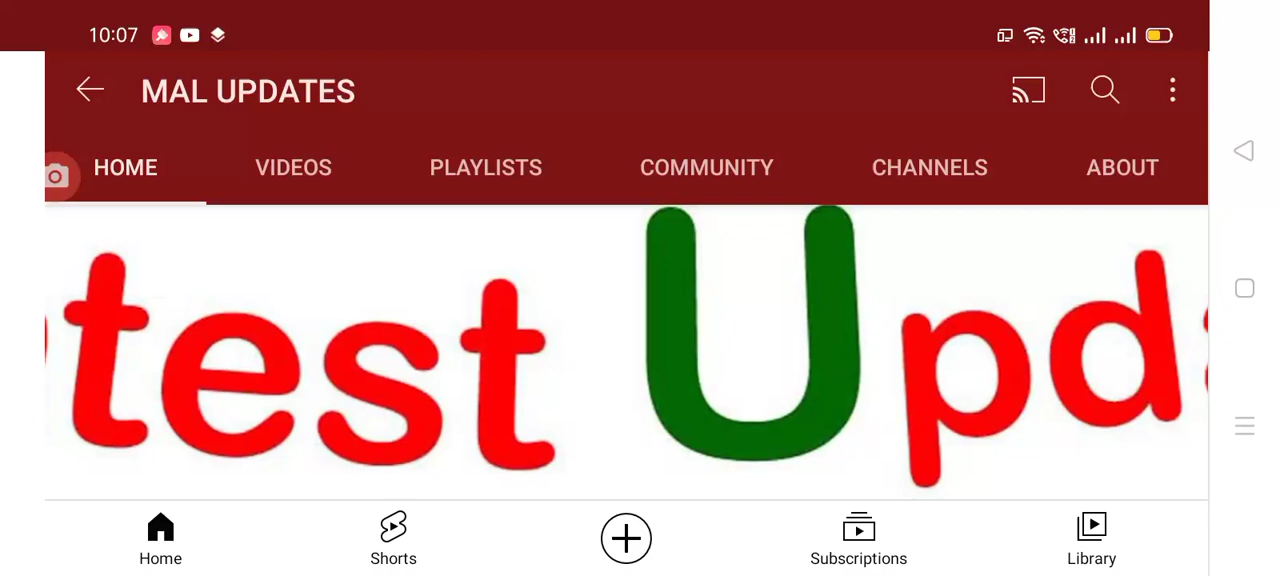 10:07
MAL UPDATES
HOME VIDEOS PLAYLISTS COMMUNITY CHANNELS ABOUT
test Upd
Home Shorts Subscriptions Library